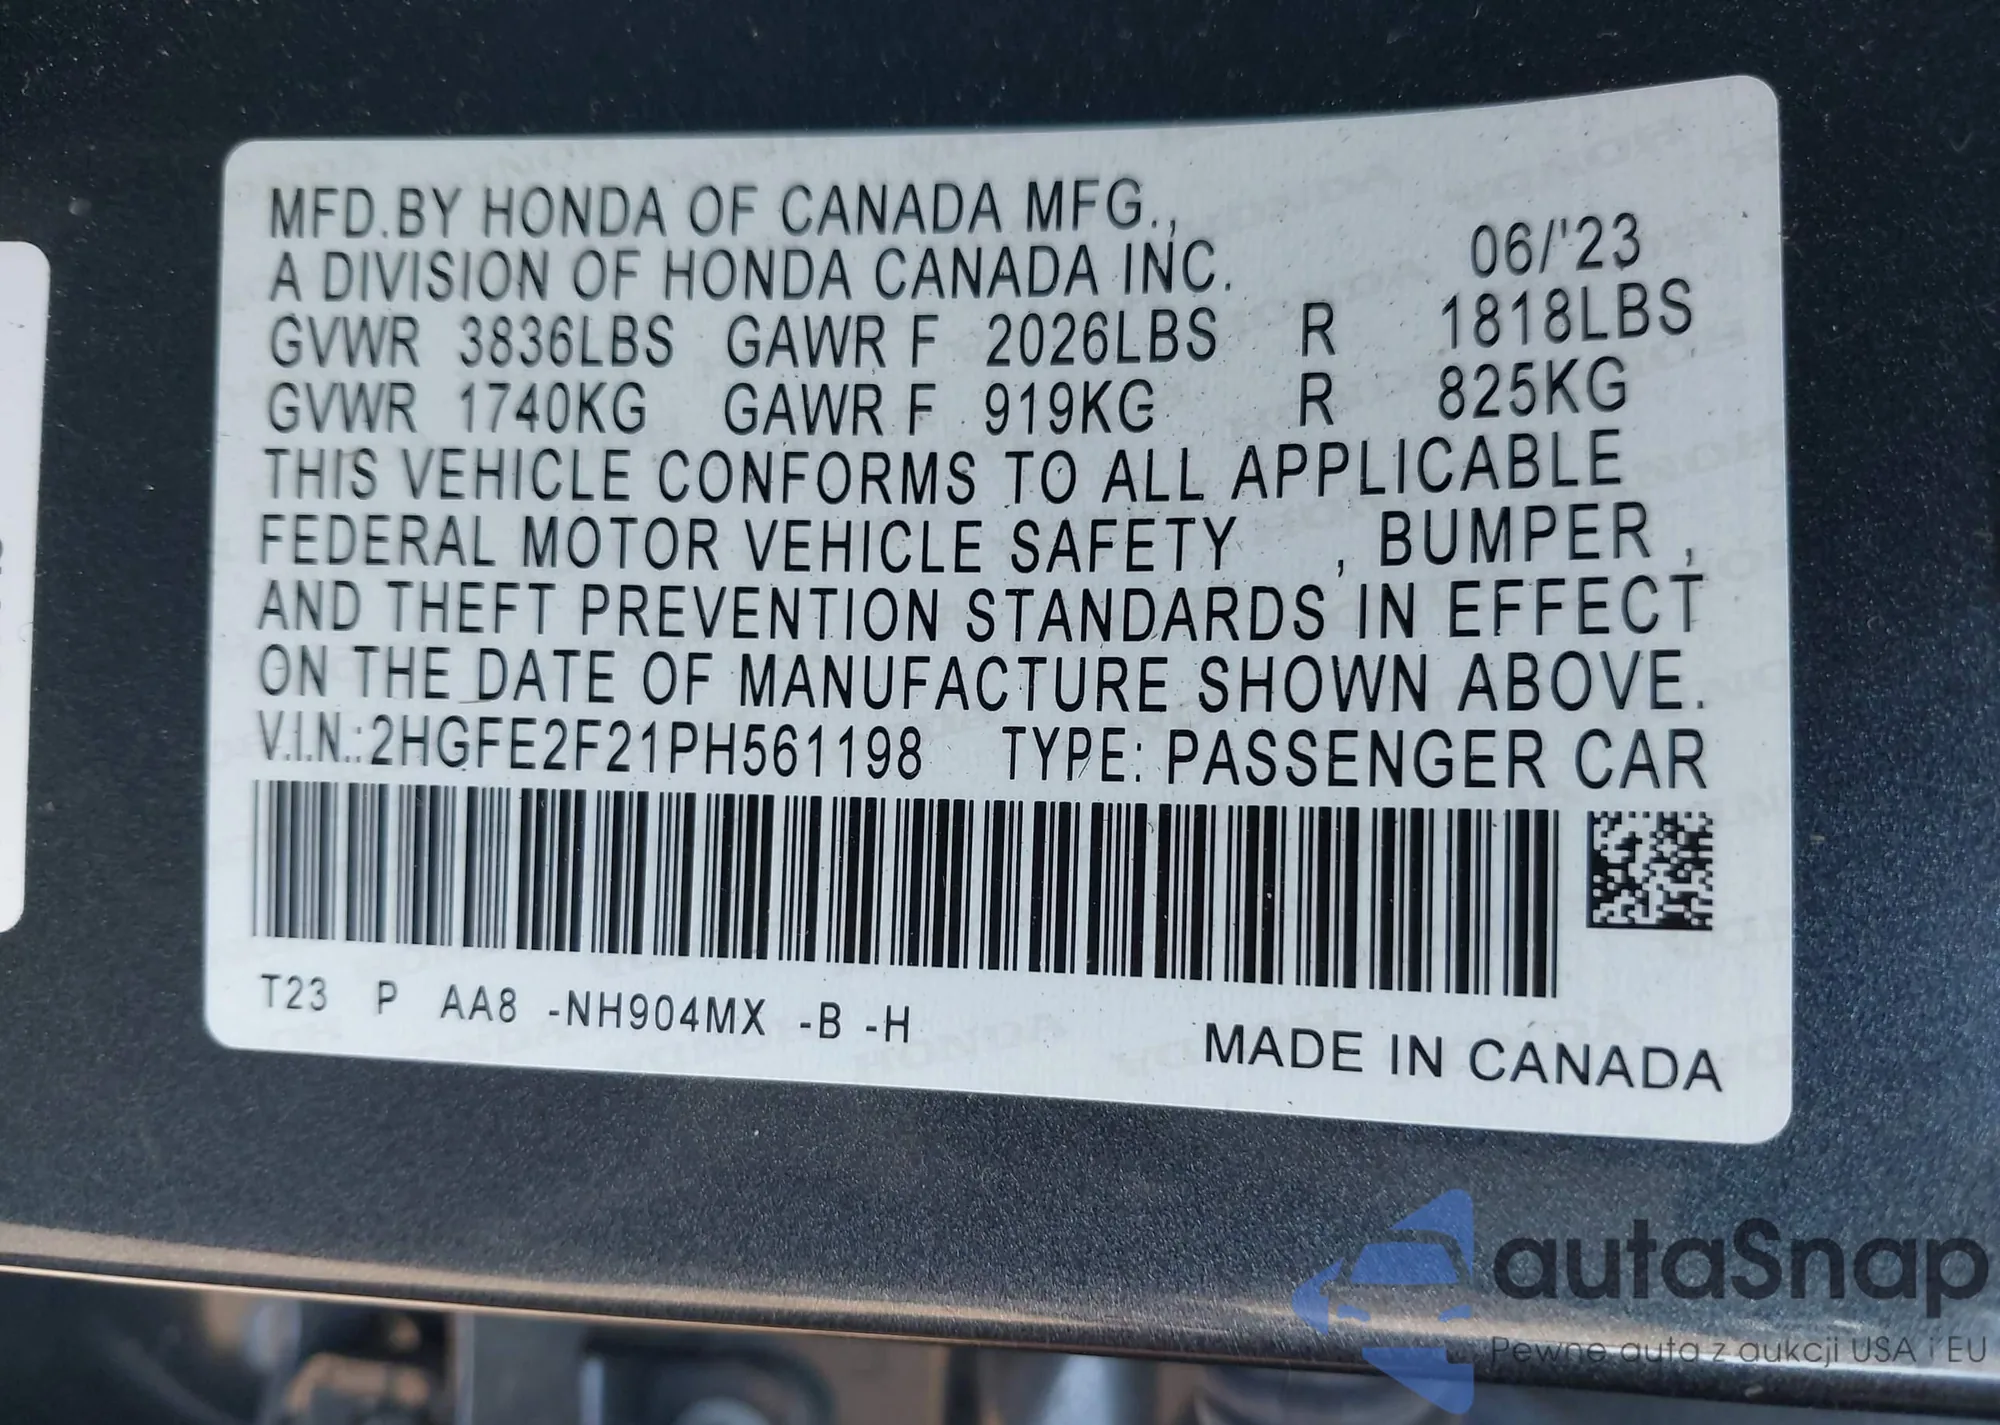 MFD.BY HONDA OF CANADA MFG.,
A DIVISION OF HONDA CANADA INC. 06/'23
GVWR 3836LBS GAWR F 2026LBS R 1818LBS
GVWR 1740KG GAWR F 919KG R 825KG
THIS VEHICLE CONFORMS TO ALL APPLICABLE
FEDERAL MOTOR VEHICLE SAFETY , BUMPER ,
AND THEFT PREVENTION STANDARDS IN EFFECT
ON THE DATE OF MANUFACTURE SHOWN ABOVE.
V.I.N.:2HGFE2F21PH561198 TYPE: PASSENGER CAR
T23 P AA8 -NH904MX -B -H
MADE IN CANADA
autaSnap
Pewne auta z aukcji USA i EU